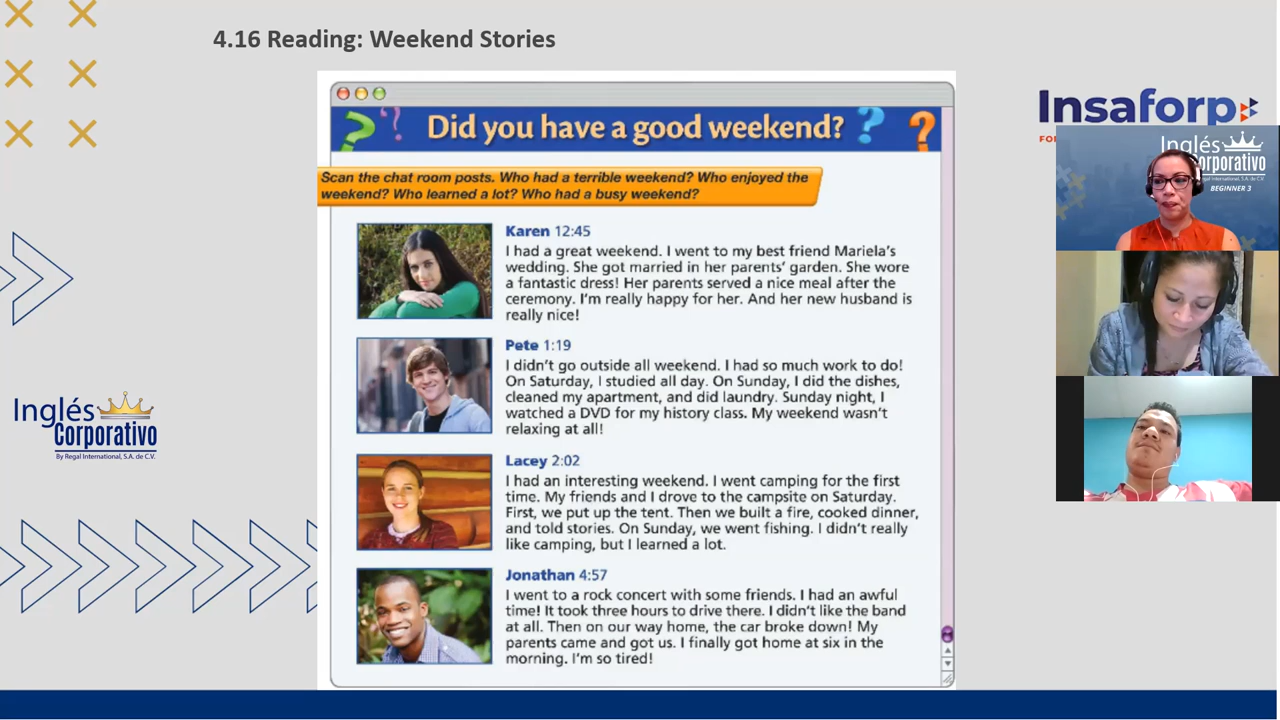 4.16 Reading: Weekend Stories
Did you have a good weekend?
Scan the chat room posts. Who had a terrible weekend? Who enjoyed the
weekend? Who learned a lot? Who had a busy weekend?
Karen 12:45
I had a great weekend. I went to my best friend Mariela's
wedding. She got married in her parents' garden. She wore
a fantastic dress! Her parents served a nice meal after the
ceremony. I'm really happy for her. And her new husband is
really nice!
Pete 1:19
I didn't go outside all weekend. I had so much work to do!
On Saturday, I studied all day. On Sunday, I did the dishes,
cleaned my apartment, and did laundry. Sunday night, I
watched a DVD for my history class. My weekend wasn't
relaxing at all!
Lacey 2:02
I had an interesting weekend. I went camping for the first
time. My friends and I drove to the campsite on Saturday.
First, we put up the tent. Then we built a fire, cooked dinner,
and told stories. On Sunday, we went fishing. I didn't really
like camping, but I learned a lot.
Jonathan 4:57
I went to a rock concert with some friends. I had an awful
time! It took three hours to drive there. I didn't like the band
at all. Then on our way home, the car broke down! My
parents came and got us. I finally got home at six in the
morning. I'm so tired!
Inglés
Corporativo
By Regal International, S.A. de C.V.
Insaforp
FO
Inglés
Corporativo
BEGINNER 3